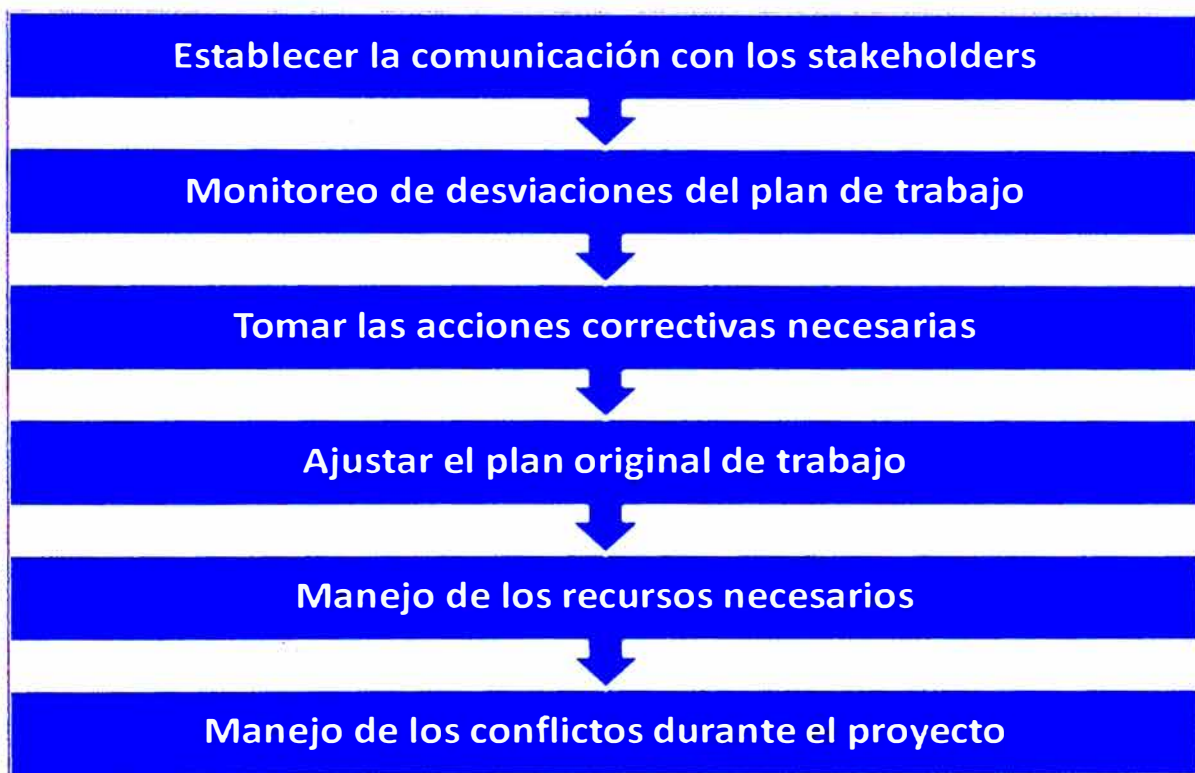 Establecer la comunicación con los stakeholders
Monitoreo de desviaciones del plan de trabajo
Tomar las acciones correctivas necesarias
Ajustar el plan original de trabajo
Manejo de los recursos necesarios
Manejo de los conflictos durante el proyecto